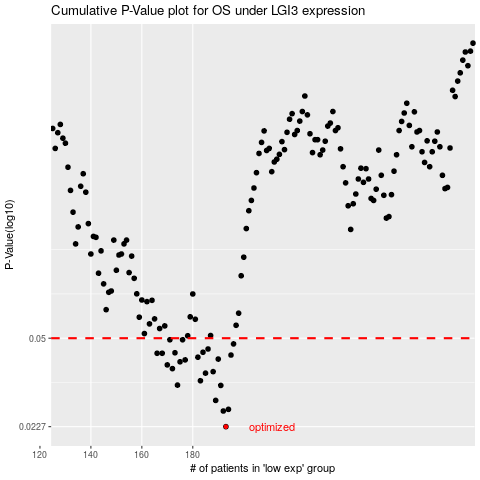 Cumulative P-Value plot for OS under LGI3 expression
P-Value(log10)
0.05
0.0227
optimized
120 140 160 180
# of patients in 'low exp' group